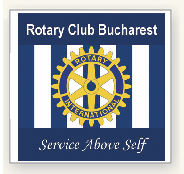 Rotary Club Bucharest
ROTARY
INTERNATIONAL
Service Above Self